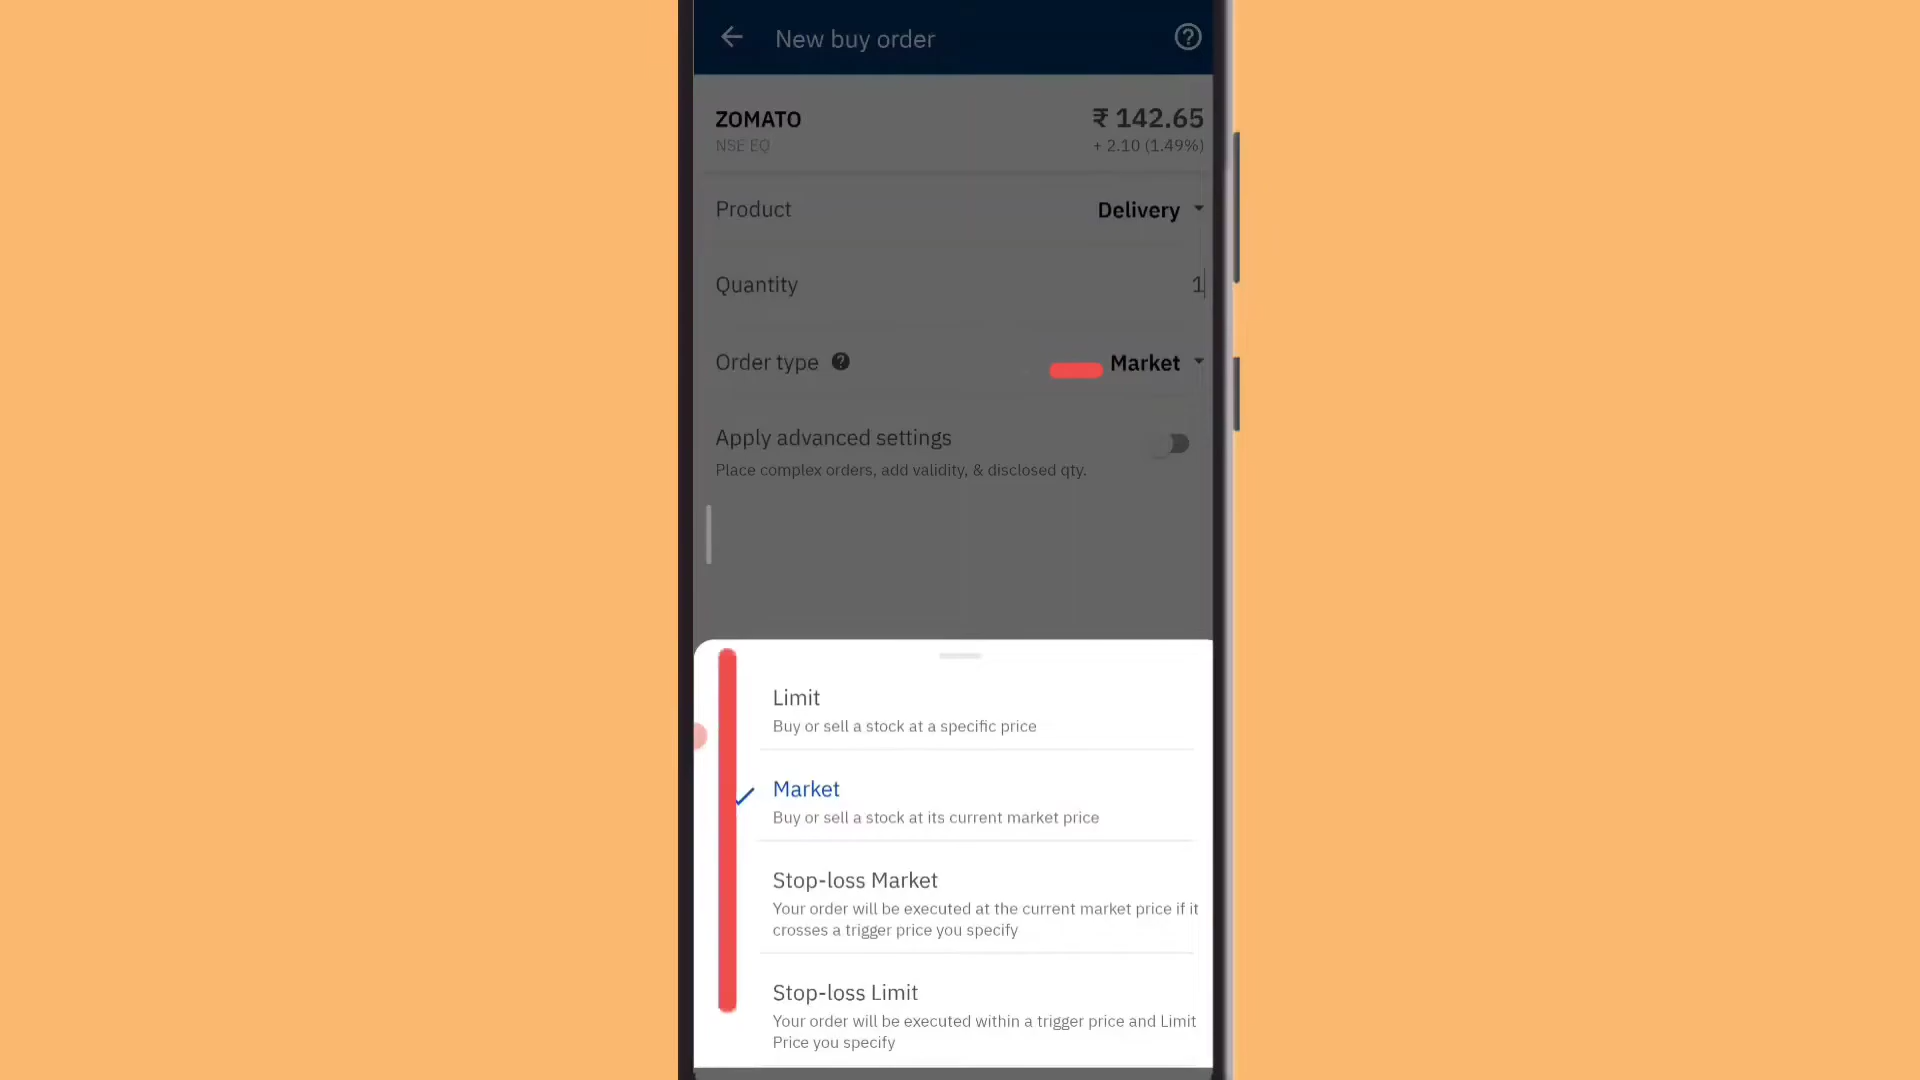 New buy order
ZOMATO
₹ 142.65
NSE EQ
+ 2.10 (1.49%)
Product
Delivery
Quantity
1
Order type
Market
Apply advanced settings
Place complex orders, add validity, & disclosed qty.
Limit
Buy or sell a stock at a specific price
Market
Buy or sell a stock at its current market price
Stop-loss Market
Your order will be executed at the current market price if it
crosses a trigger price you specify
Stop-loss Limit
Your order will be executed within a trigger price and Limit
Price you specify